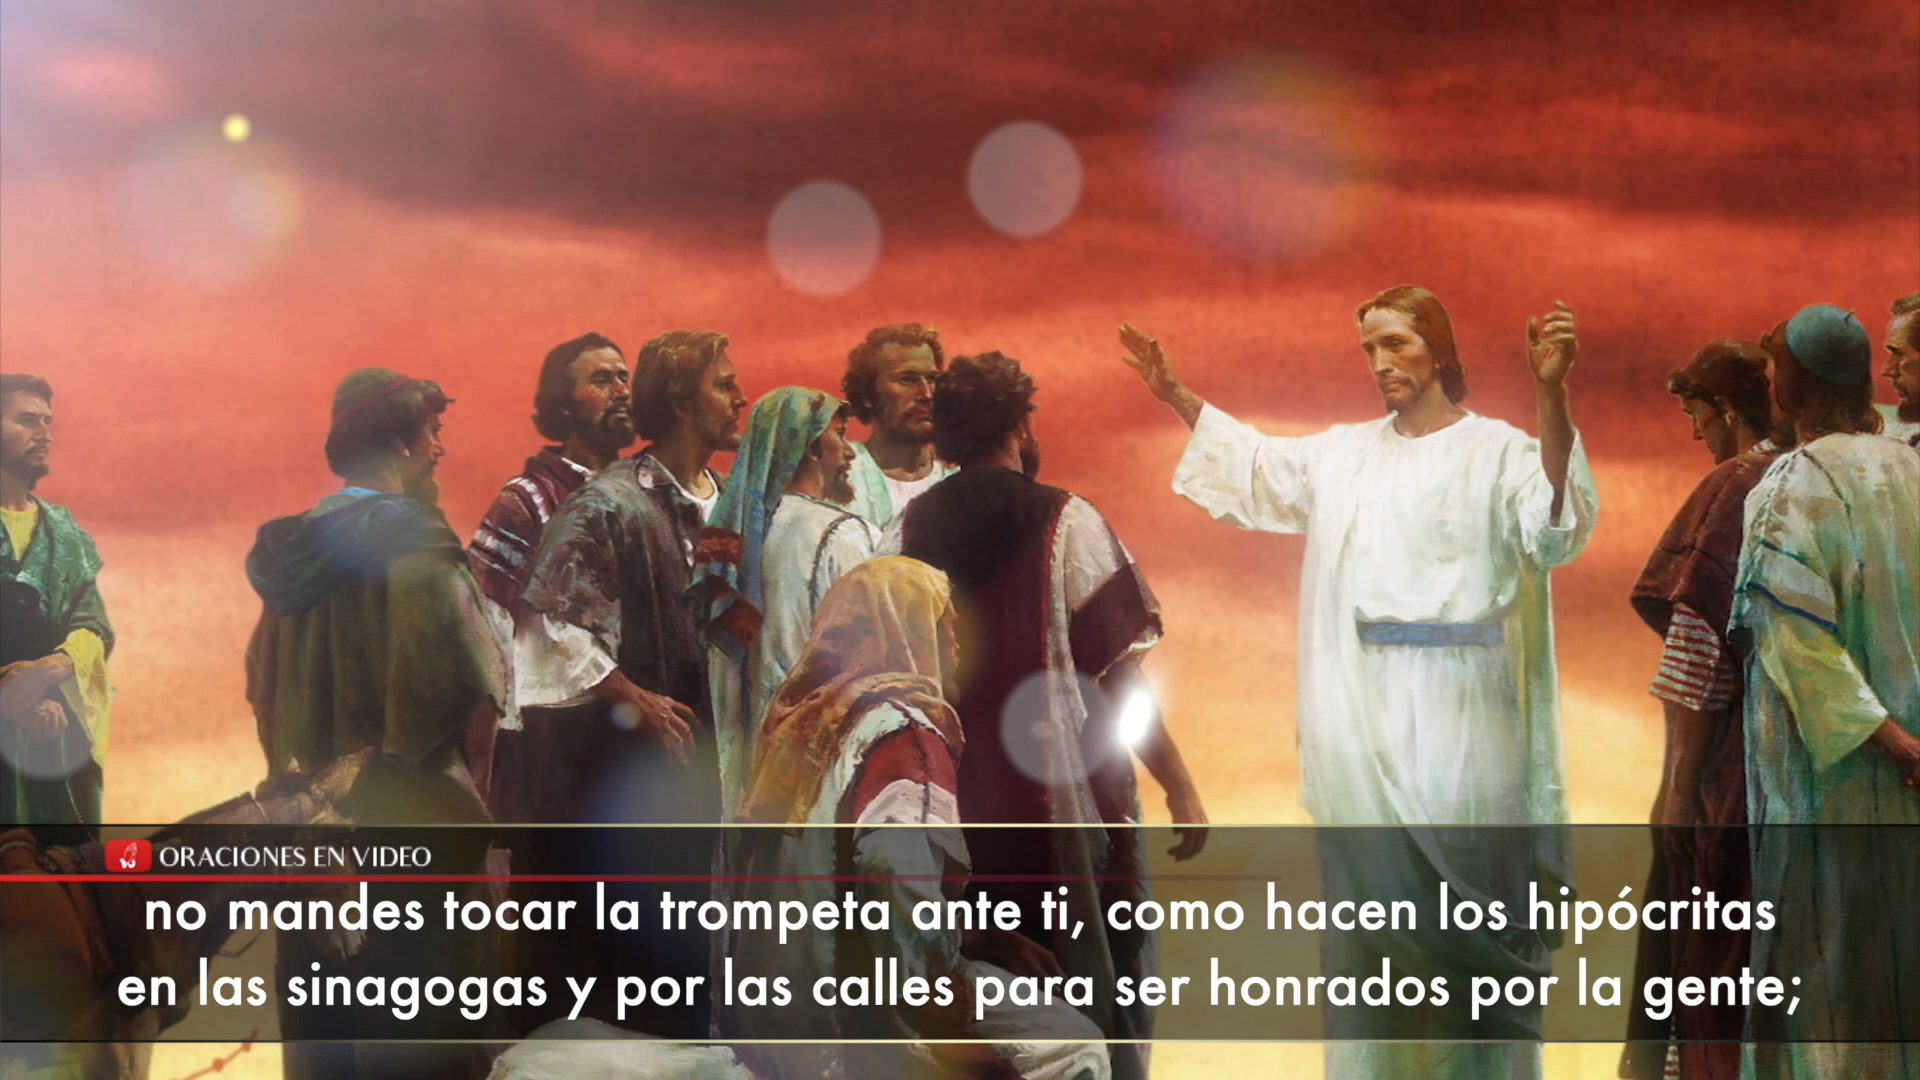 ORACIONES EN VIDEO
no mandes tocar la trompeta ante ti, como hacen los hipócritas
en las sinagogas y por las calles para ser honrados por la gente;